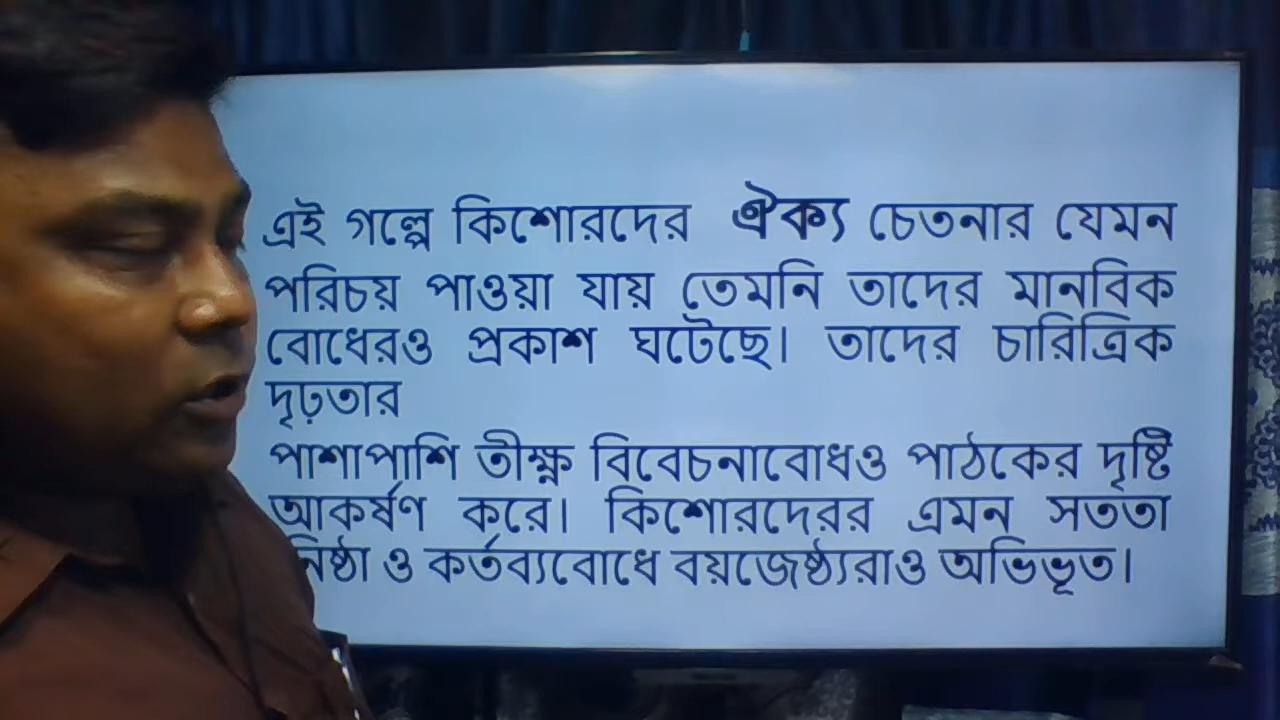 এই গল্পে কিশোরদের ঐক্য চেতনার যেমন
পরিচয় পাওয়া যায় তেমনি তাদের মানবিক
বোধেরও প্রকাশ ঘটেছে। তাদের চারিত্রিক
দৃঢ়তার
পাশাপাশি তীক্ষ্ণ বিবেচনাবোধও পাঠকের দৃষ্টি
আকর্ষণ করে। কিশোরদেরর এমন সততা
নিষ্ঠা ও কর্তব্যবোধে বয়জেষ্ঠ্যরাও অভিভূত।